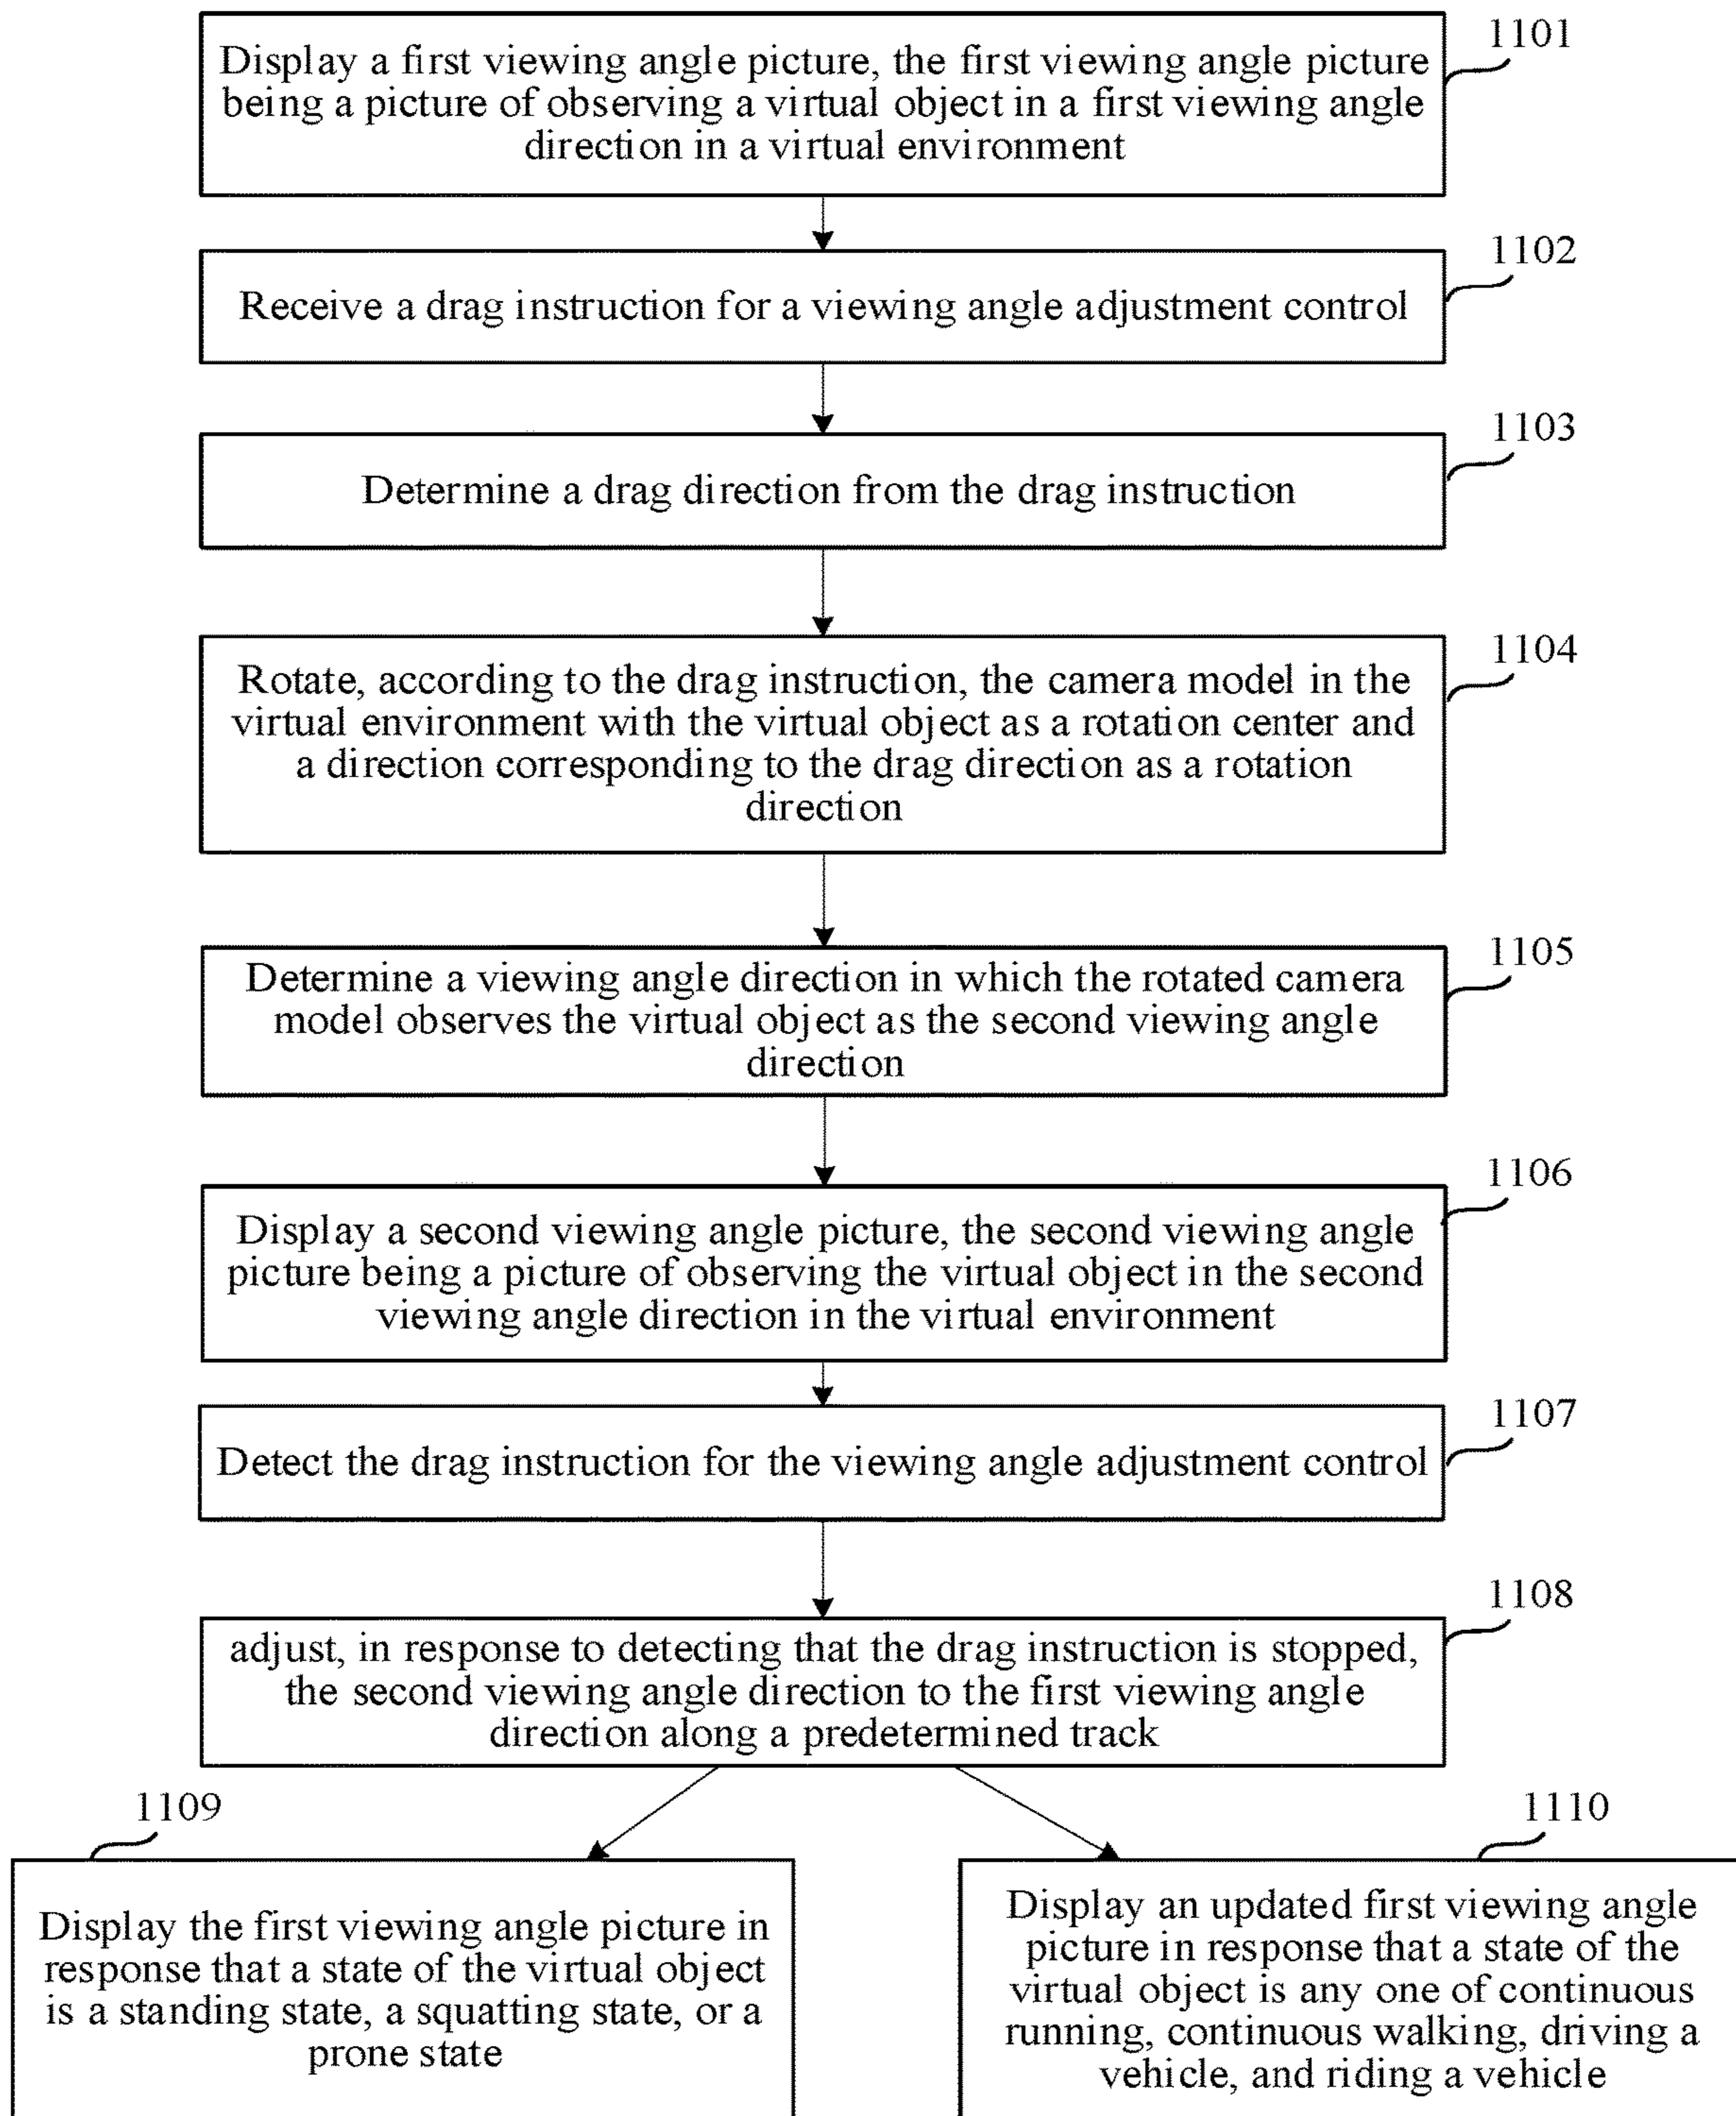 1101
Display a first viewing angle picture, the first viewing angle picture
being a picture of observing a virtual object in a first viewing angle
direction in a virtual environment
1102
Receive a drag instruction for a viewing angle adjustment control
1103
Determine a drag direction from the drag instruction
1104
Rotate, according to the drag instruction, the camera model in the
virtual environment with the virtual object as a rotation center and
a direction corresponding to the drag direction as a rotation
direction
1105
Determine a viewing angle direction in which the rotated camera
model observes the virtual object as the second viewing angle
direction
1106
Display a second viewing angle picture, the second viewing angle
picture being a picture of observing the virtual object in the second
viewing angle direction in the virtual environment
1107
Detect the drag instruction for the viewing angle adjustment control
1108
adjust, in response to detecting that the drag instruction is stopped,
the second viewing angle direction to the first viewing angle
direction along a predetermined track
1109
Display the first viewing angle picture in
response that a state of the virtual object
is a standing state, a squatting state, or a
prone state
1110
Display an updated first viewing angle
picture in response that a state of the
virtual object is any one of continuous
running, continuous walking, driving a
vehicle, and riding a vehicle